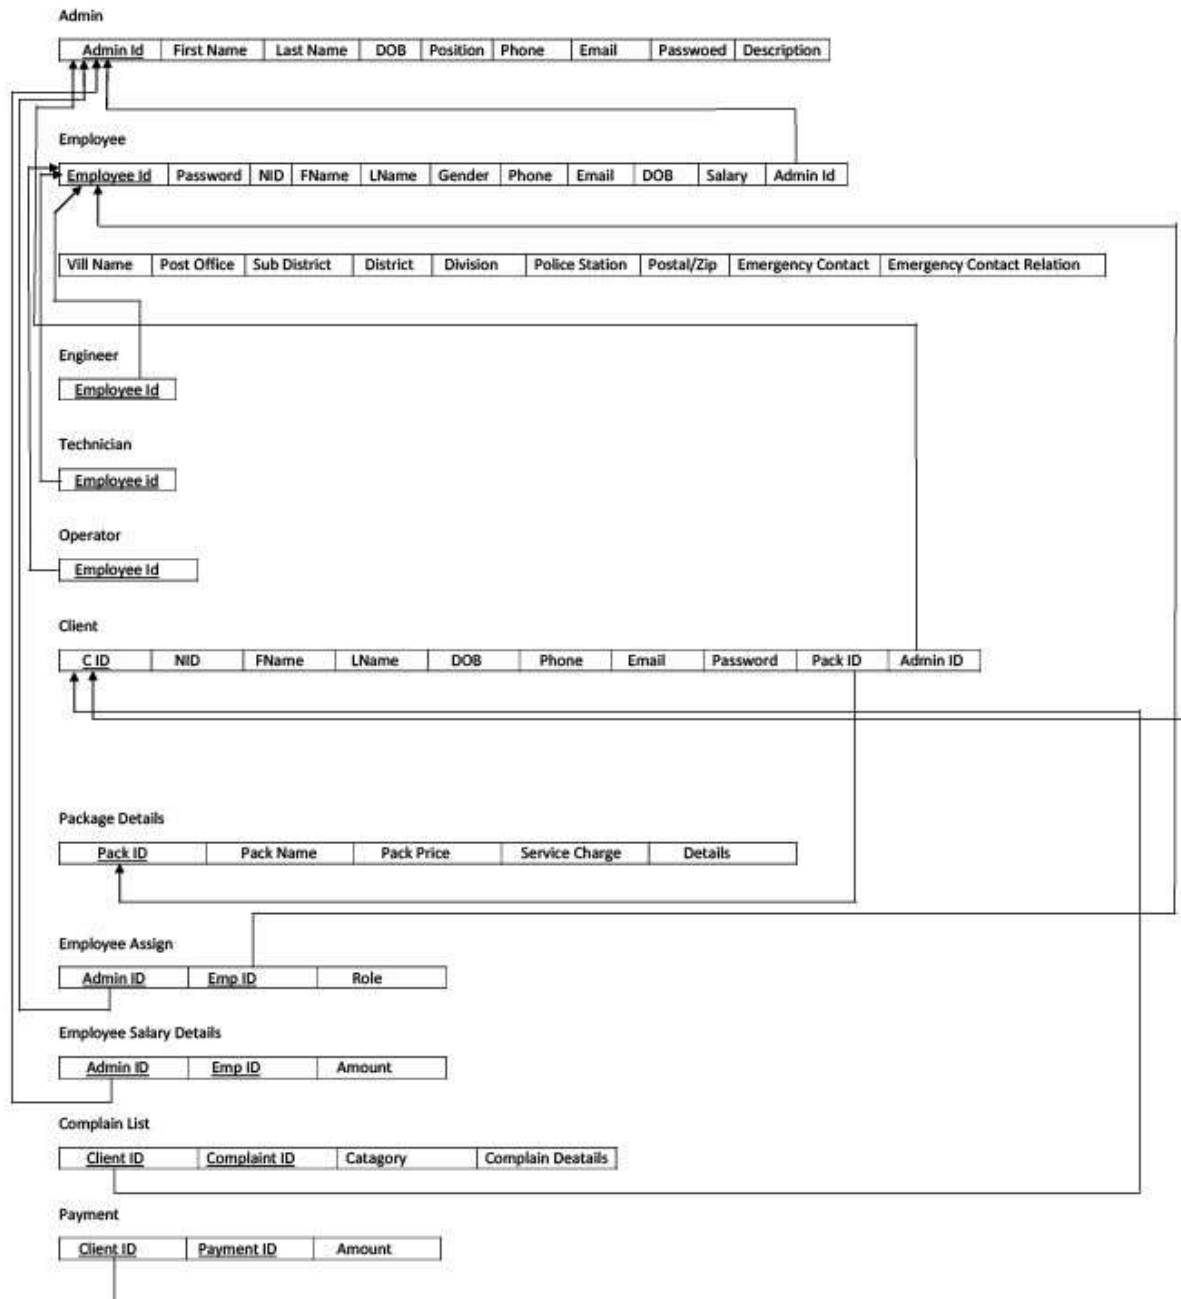 Admin
Admin Id First Name Last Name DOB Position Phone Email Passwoed Description
Employee
Employee Id Password NID FName LName Gender Phone Email DOB Salary Admin Id
Vill Name Post Office Sub District District Division Police Station Postal/Zip Emergency Contact Emergency Contact Relation
Engineer
Employee Id
Technician
Employee id
Operator
Employee Id
Client
C ID NID FName LName DOB Phone Email Password Pack ID Admin ID
Package Details
Pack ID Pack Name Pack Price Service Charge Details
Employee Assign
Admin ID Emp ID Role
Employee Salary Details
Admin ID Emp ID Amount
Complain List
Client ID Complaint ID Catagory Complain Deatails
Payment
Client ID Payment ID Amount